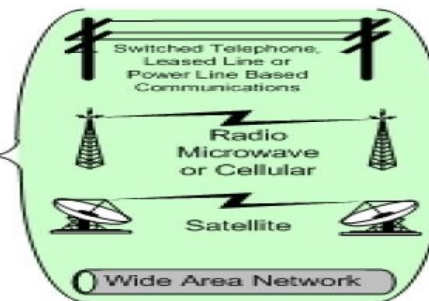 Switched Telephone,
Leased Line or
Power Line Based
Communications
Radio
Microwave
or Cellular
Satellite
Wide Area Network